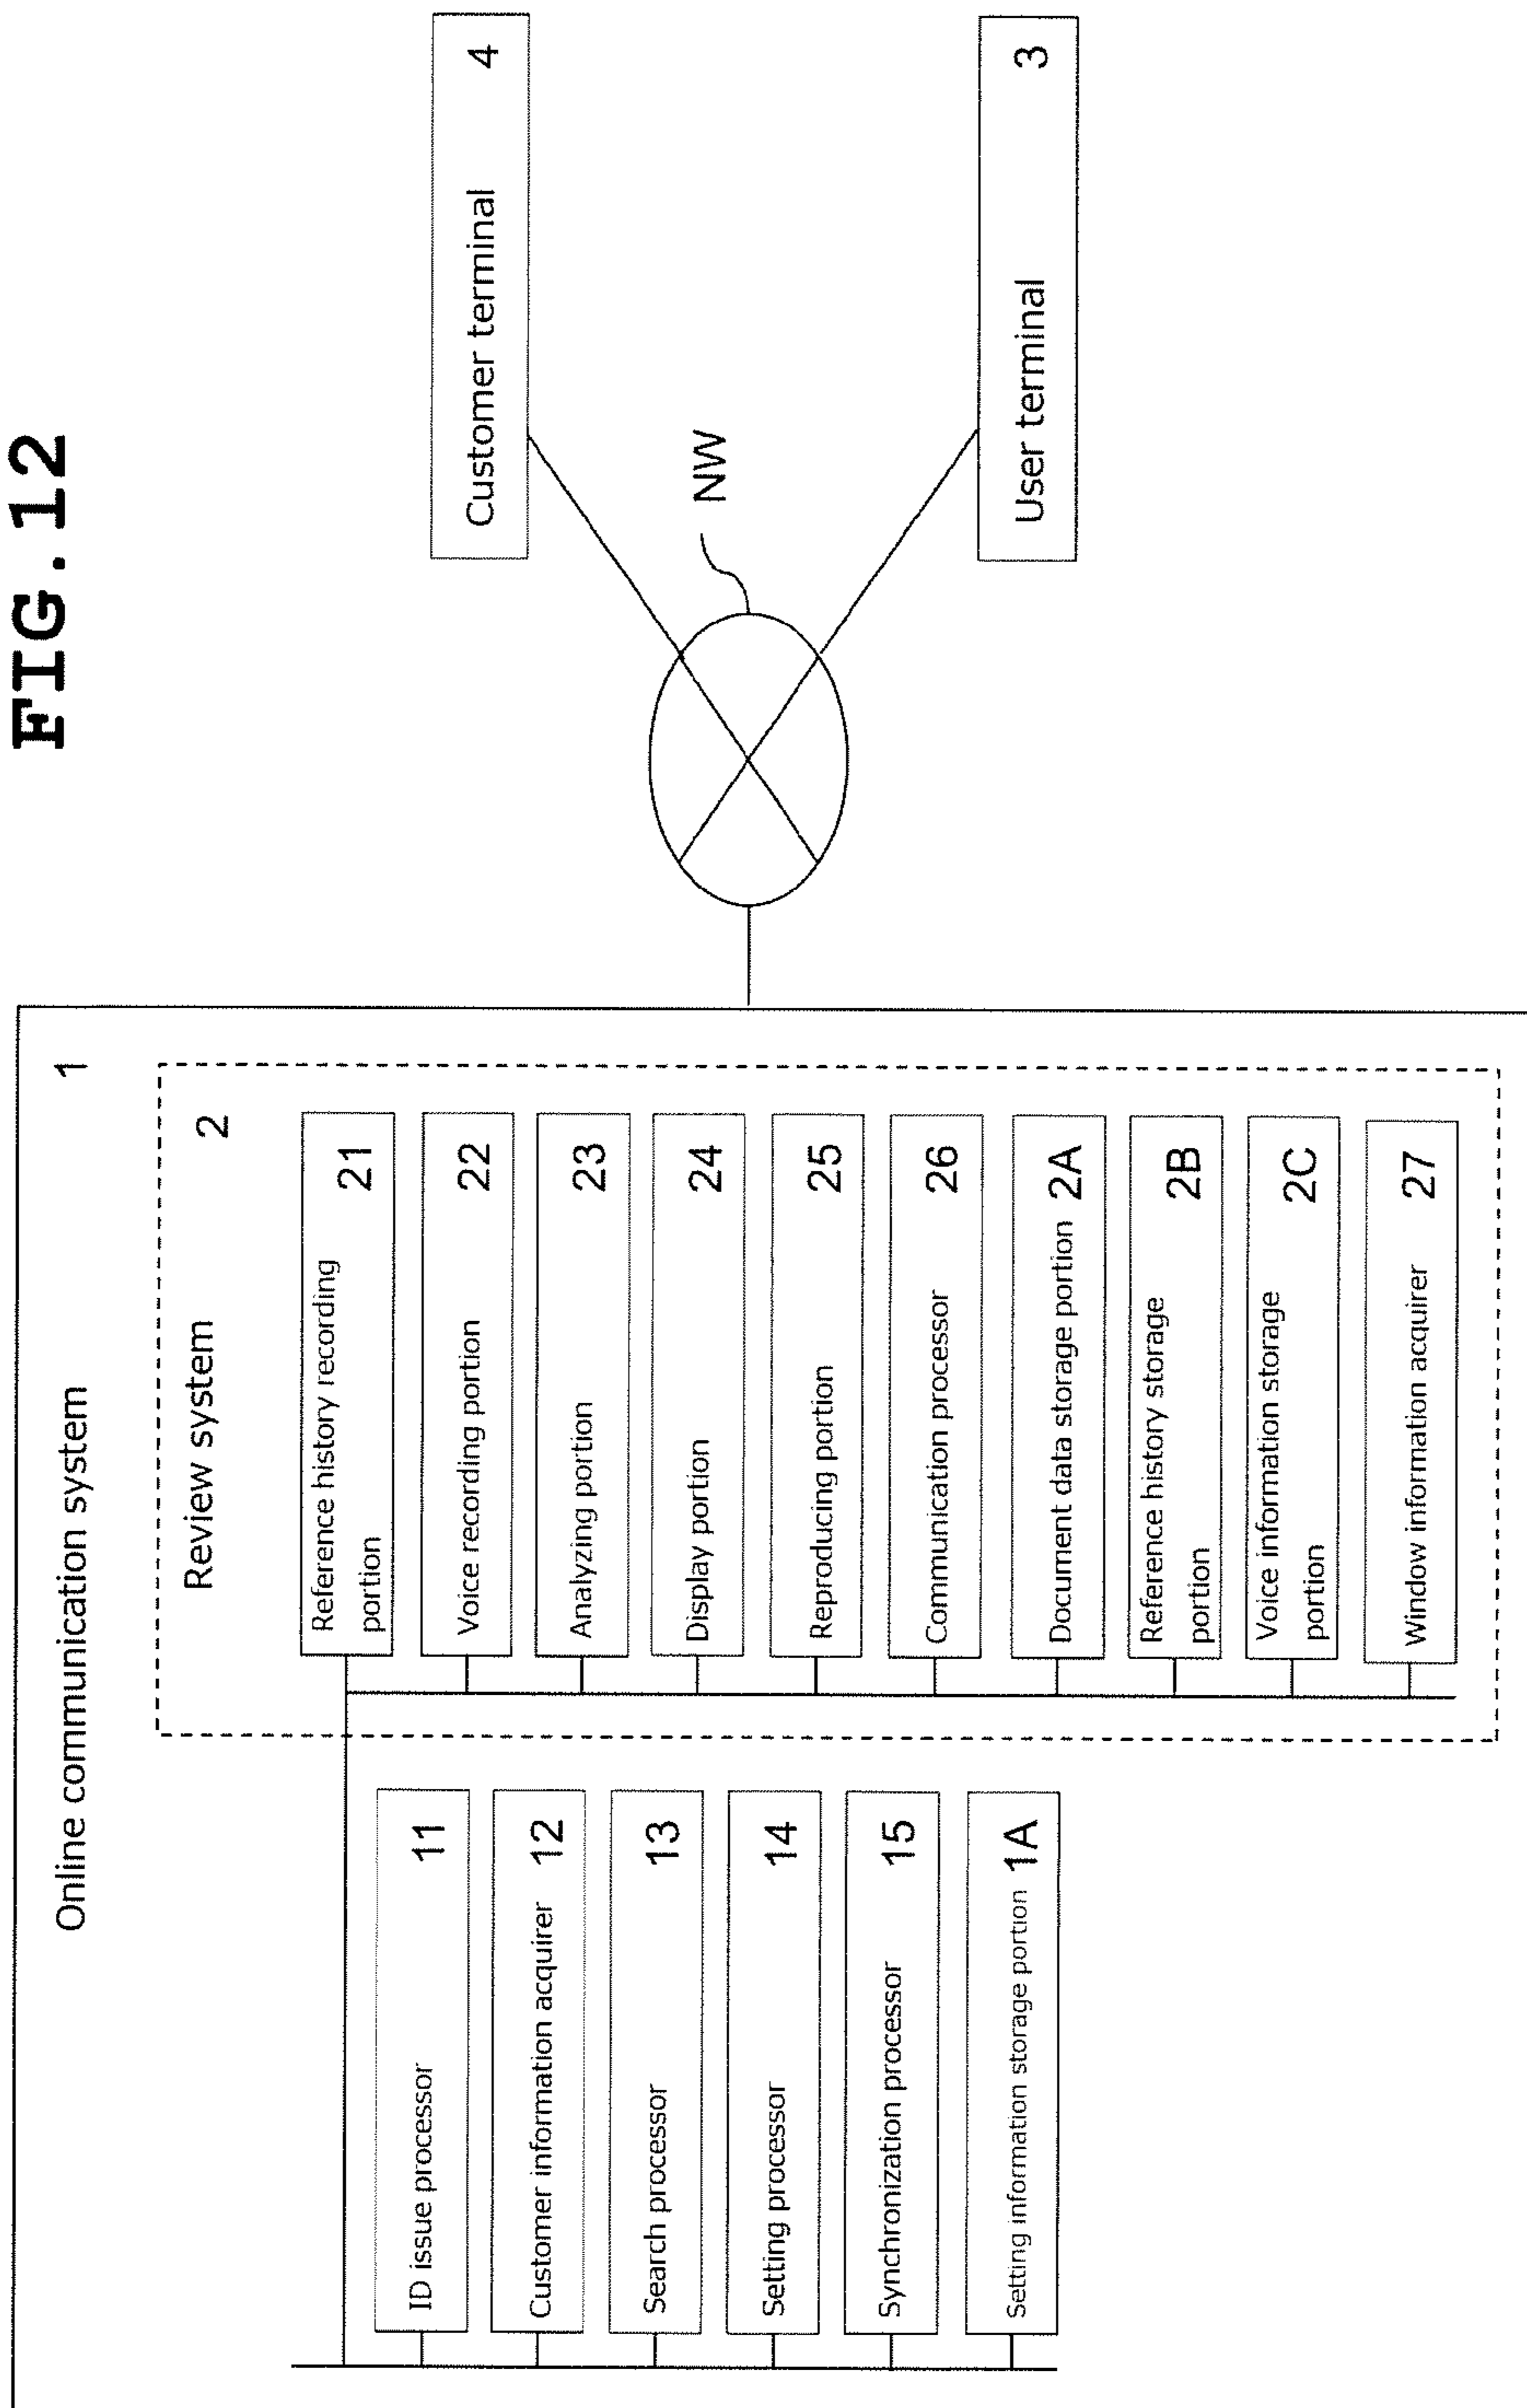 FIG.12
Online communication system 1
ID issue processor 11
Customer information acquirer 12
Search processor 13
Setting processor 14
Synchronization processor 15
Setting information storage portion 1A
Review system 2
Reference history recording
portion 21
Voice recording portion 22
Analyzing portion 23
Display portion 24
Reproducing portion 25
Communication processor 26
Document data storage portion 2A
Reference history storage
portion 2B
Voice information storage
portion 2C
Window information acquirer 27
NW
Customer terminal 4
User terminal 3